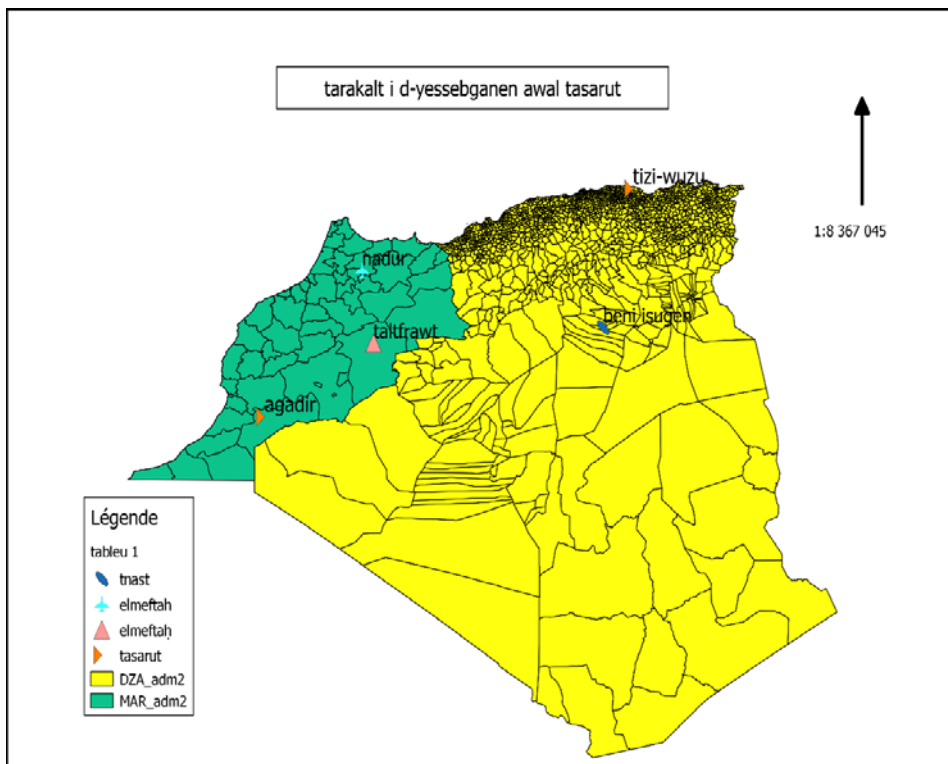 tarakalt i d-yessebganen awal tasarut
tizi-wuzu
1:8 367 045
nadur
beni isugen
taltfrawt
agadir
Légende
tableu 1
tnast
elmeftah
elmeftaḥ
tasarut
DZA_adm2
MAR_adm2